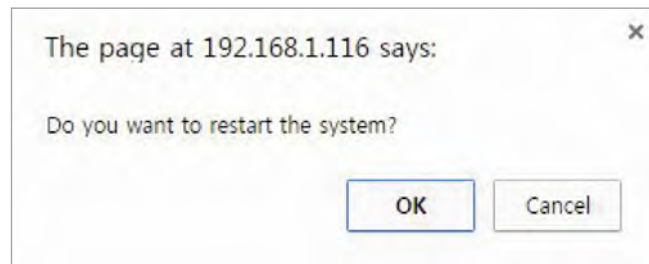 The page at 192.168.1.116 says:
Do you want to restart the system?
OK
Cancel